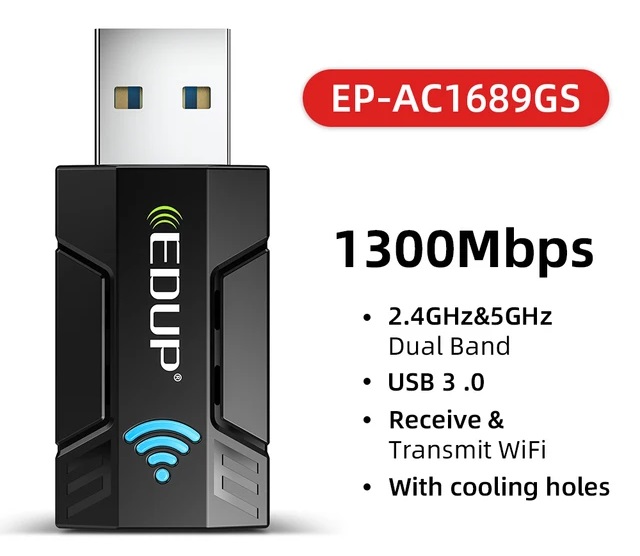 EP-AC1689GS
EDUP®
1300Mbps
• 2.4GHz&5GHz
Dual Band
• USB 3 .0
• Receive &
Transmit WiFi
• With cooling holes